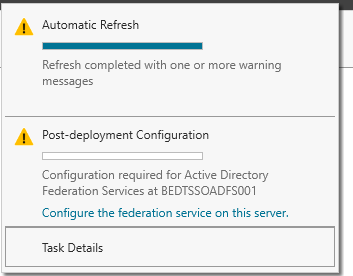 Automatic Refresh
Refresh completed with one or more warning
messages
Post-deployment Configuration
Configuration required for Active Directory
Federation Services at BEDTSSOADFS001
Configure the federation service on this server.
Task Details